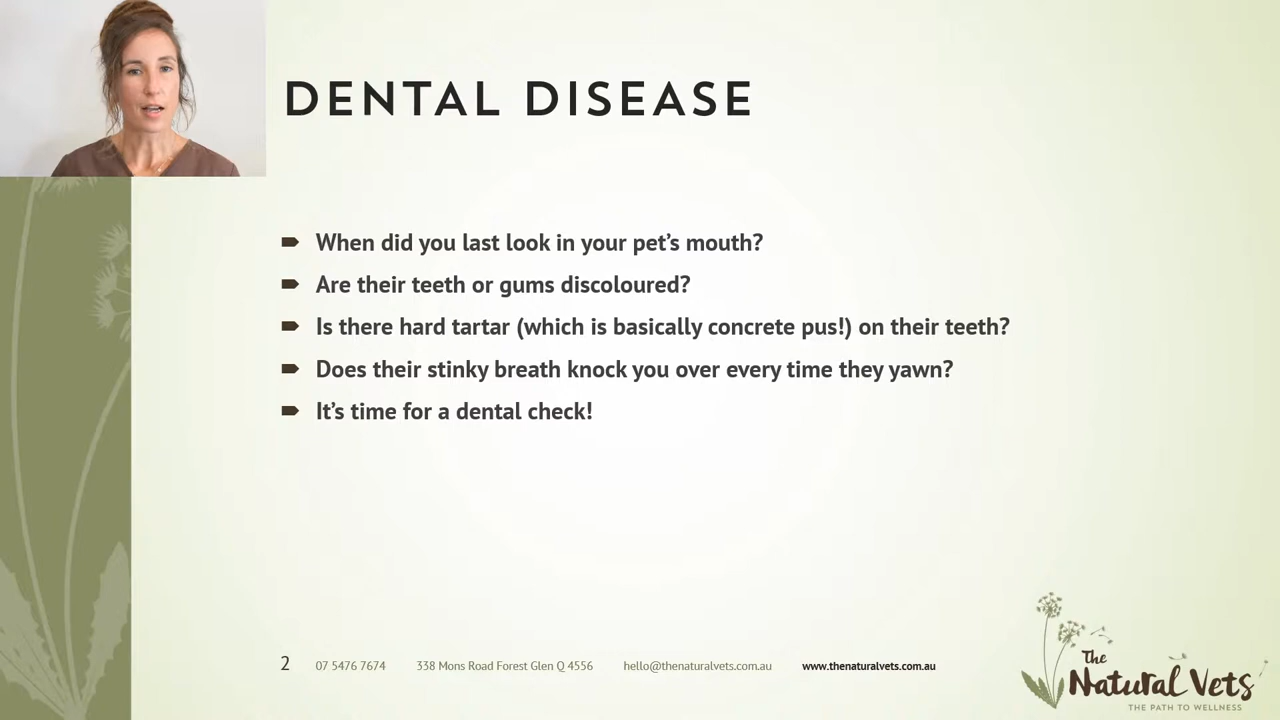 DENTAL DISEASE
When did you last look in your pet's mouth?
Are their teeth or gums discoloured?
Is there hard tartar (which is basically concrete pus!) on their teeth?
Does their stinky breath knock you over every time they yawn?
It's time for a dental check!
2 07 5476 7674 338 Mons Road Forest Glen Q 4556 hello@thenaturalvets.com.au www.thenaturalvets.com.au
The
Natural Vets
THE PATH TO WELLNESS